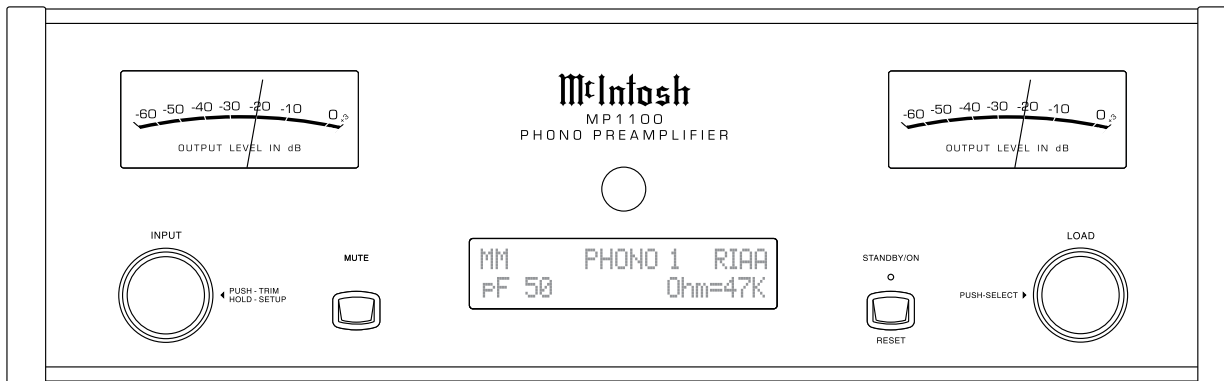 -60 -50 -40 -30 -20 -10 0 +3
OUTPUT LEVEL IN dB
McIntosh
MP1100
PHONO PREAMPLIFIER
-60 -50 -40 -30 -20 -10 0 +3
OUTPUT LEVEL IN dB
INPUT
PUSH - TRIM
HOLD - SETUP
MUTE
MM PHONO 1 RIAA
pF 50 Ohm=47K
STANDBY/ON
RESET
LOAD
PUSH-SELECT